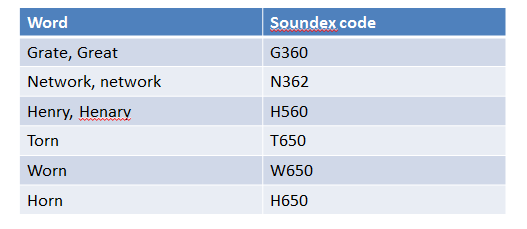 Word Soundex code
Grate, Great G360
Network, network N362
Henry, Henary H560
Torn T650
Worn W650
Horn H650